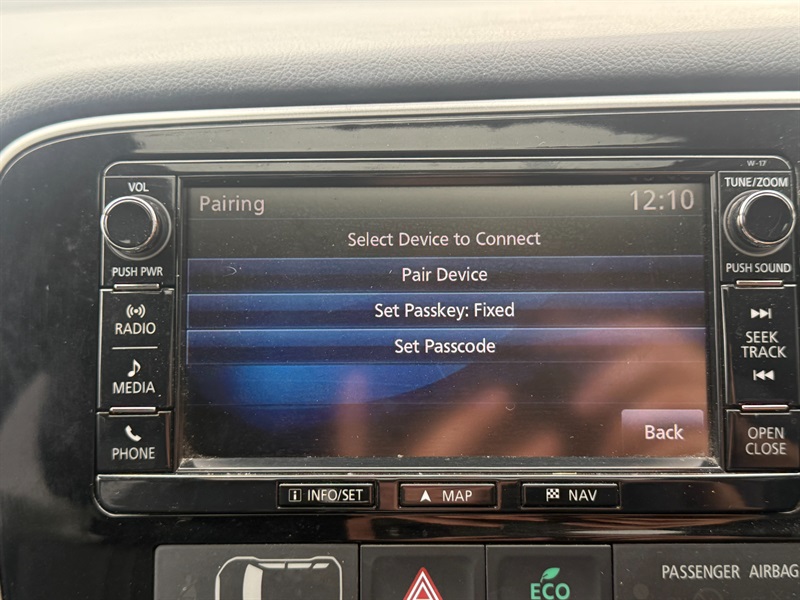 W-17
VOL
PUSH PWR
RADIO
MEDIA
PHONE
Pairing
12:10
Select Device to Connect
Pair Device
Set Passkey: Fixed
Set Passcode
Back
TUNE/ZOOM
PUSH SOUND
SEEK
TRACK
OPEN
CLOSE
i INFO/SET
MAP
NAV
ECO
PASSENGER AIRBAG